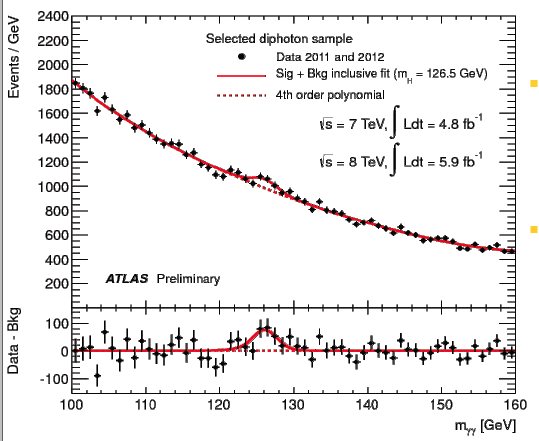 2400
2200
2000
1800
1600
1400
1200
1000
800
600
400
200
Events / GeV
Selected diphoton sample
Data 2011 and 2012
Sig + Bkg inclusive fit (m_H = 126.5 GeV)
4th order polynomial
√s = 7 TeV, ∫ Ldt = 4.8 fb⁻¹
√s = 8 TeV, ∫ Ldt = 5.9 fb⁻¹
ATLAS Preliminary
100
0
-100
Data - Bkg
100 110 120 130 140 150 160
m_γγ [GeV]